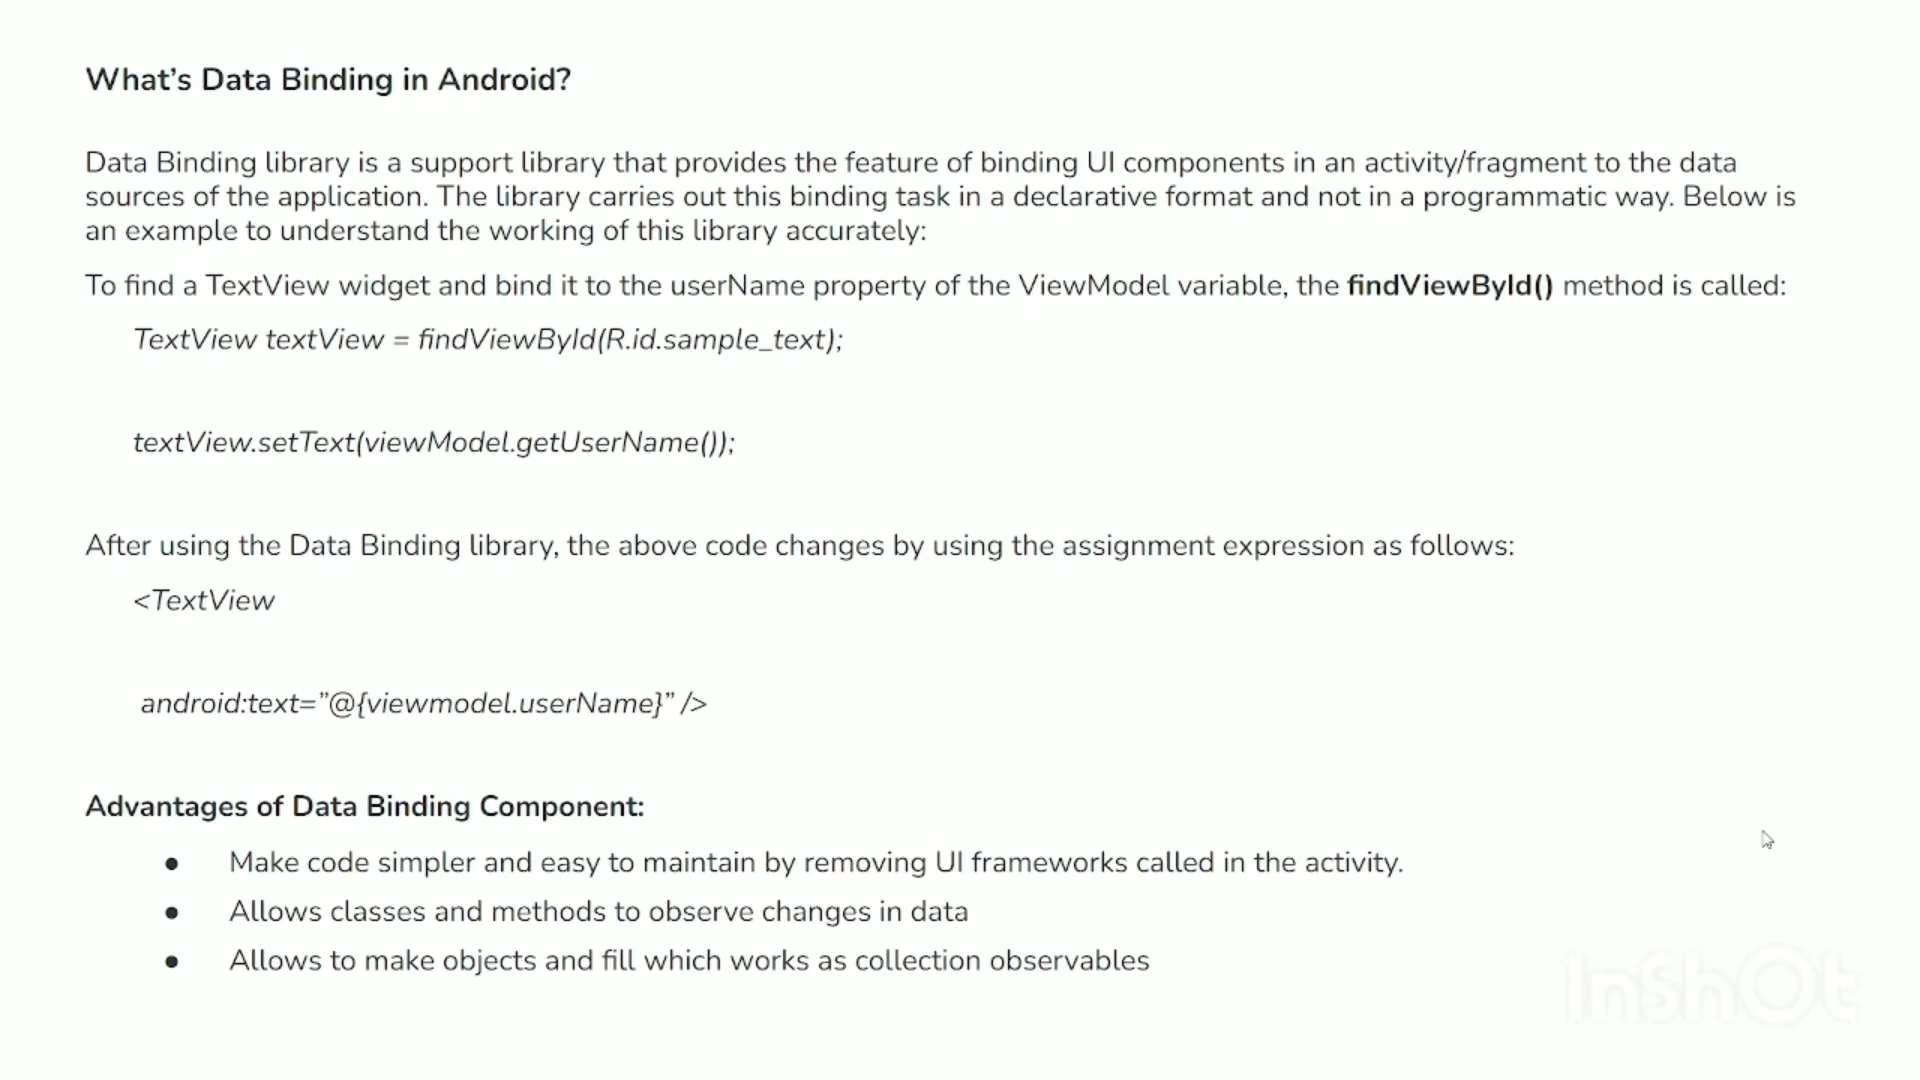 What’s Data Binding in Android?
Data Binding library is a support library that provides the feature of binding UI components in an activity/fragment to the data
sources of the application. The library carries out this binding task in a declarative format and not in a programmatic way. Below is
an example to understand the working of this library accurately:
To find a TextView widget and bind it to the userName property of the ViewModel variable, the findViewById() method is called:
TextView textView = findViewById(R.id.sample_text);
textView.setText(viewModel.getUserName());
After using the Data Binding library, the above code changes by using the assignment expression as follows:
<TextView
android:text=”@{viewmodel.userName}” />
Advantages of Data Binding Component:
● Make code simpler and easy to maintain by removing UI frameworks called in the activity.
● Allows classes and methods to observe changes in data
● Allows to make objects and fill which works as collection observables
InShOt